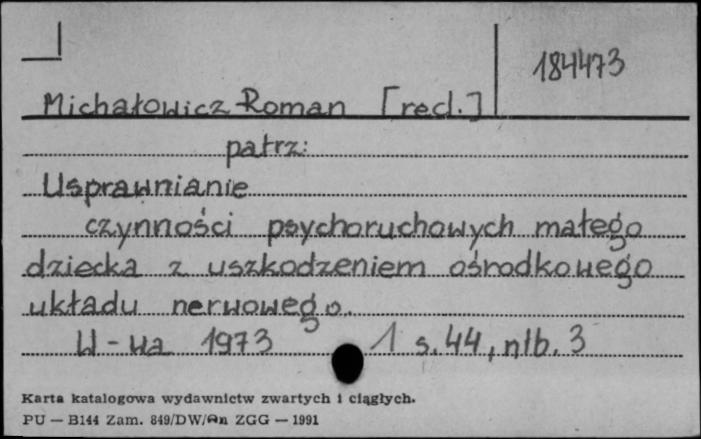 184473
Michałowicz Roman [red.]
patrz:
Usprawnianie
czynności psychoruchowych małego
dziecka z uszkodzeniem ośrodkowego
układu nerwowego.
W-wa 1973 1 s. 44, nlb. 3
Karta katalogowa wydawnictw zwartych i ciągłych.
PU — B144 Zam. 849/DW/An ZGG — 1991